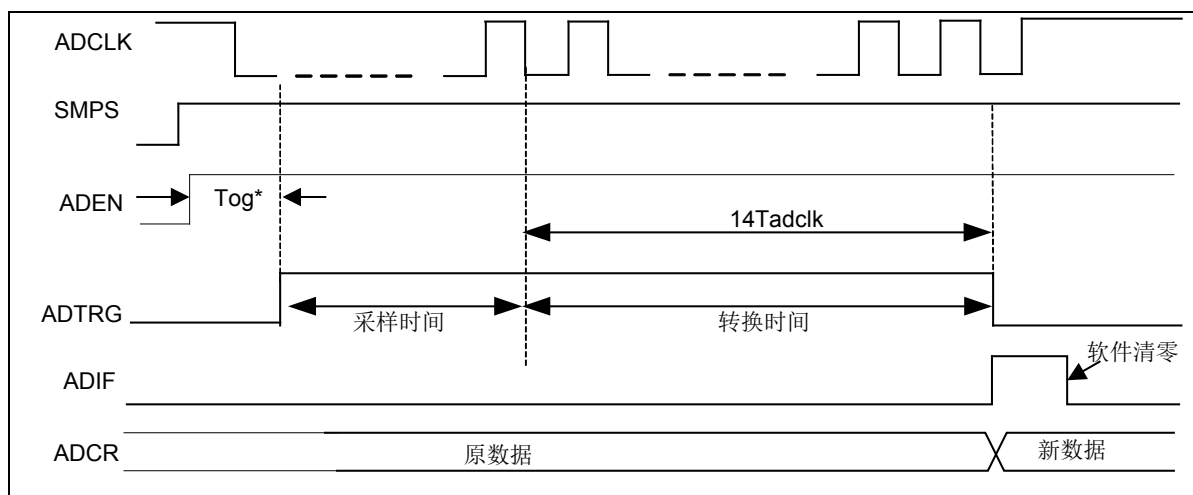 ADCLK
SMPS
ADEN
Tog*
14Tadclk
ADTRG
采样时间
转换时间
软件清零
ADIF
ADCR
原数据
新数据